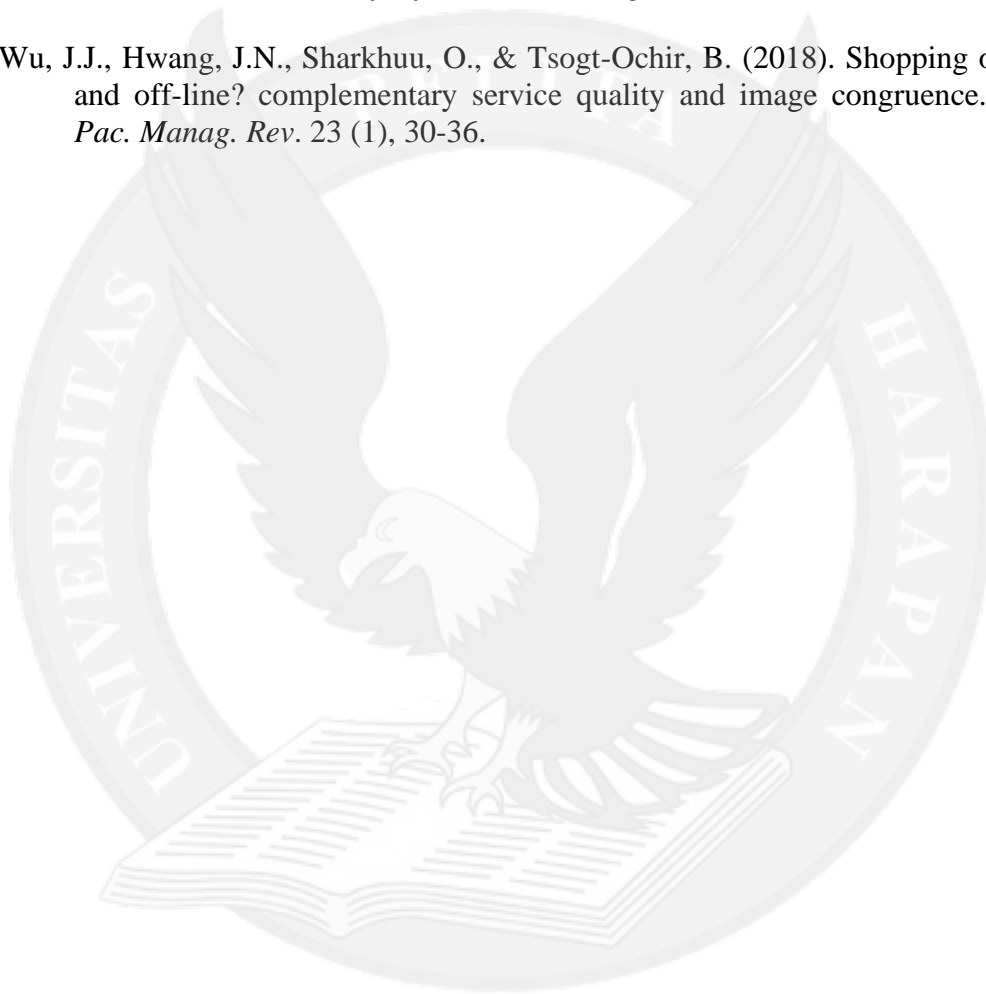 Wu, J.J., Hwang, J.N., Sharkhuu, O., & Tsogt-Ochir, B. (2018). Shopping
and off-line? complementary service quality and image congruence.
Pac. Manag. Rev. 23 (1), 30-36.
UNIVERSITAS PELITA HARAPAN